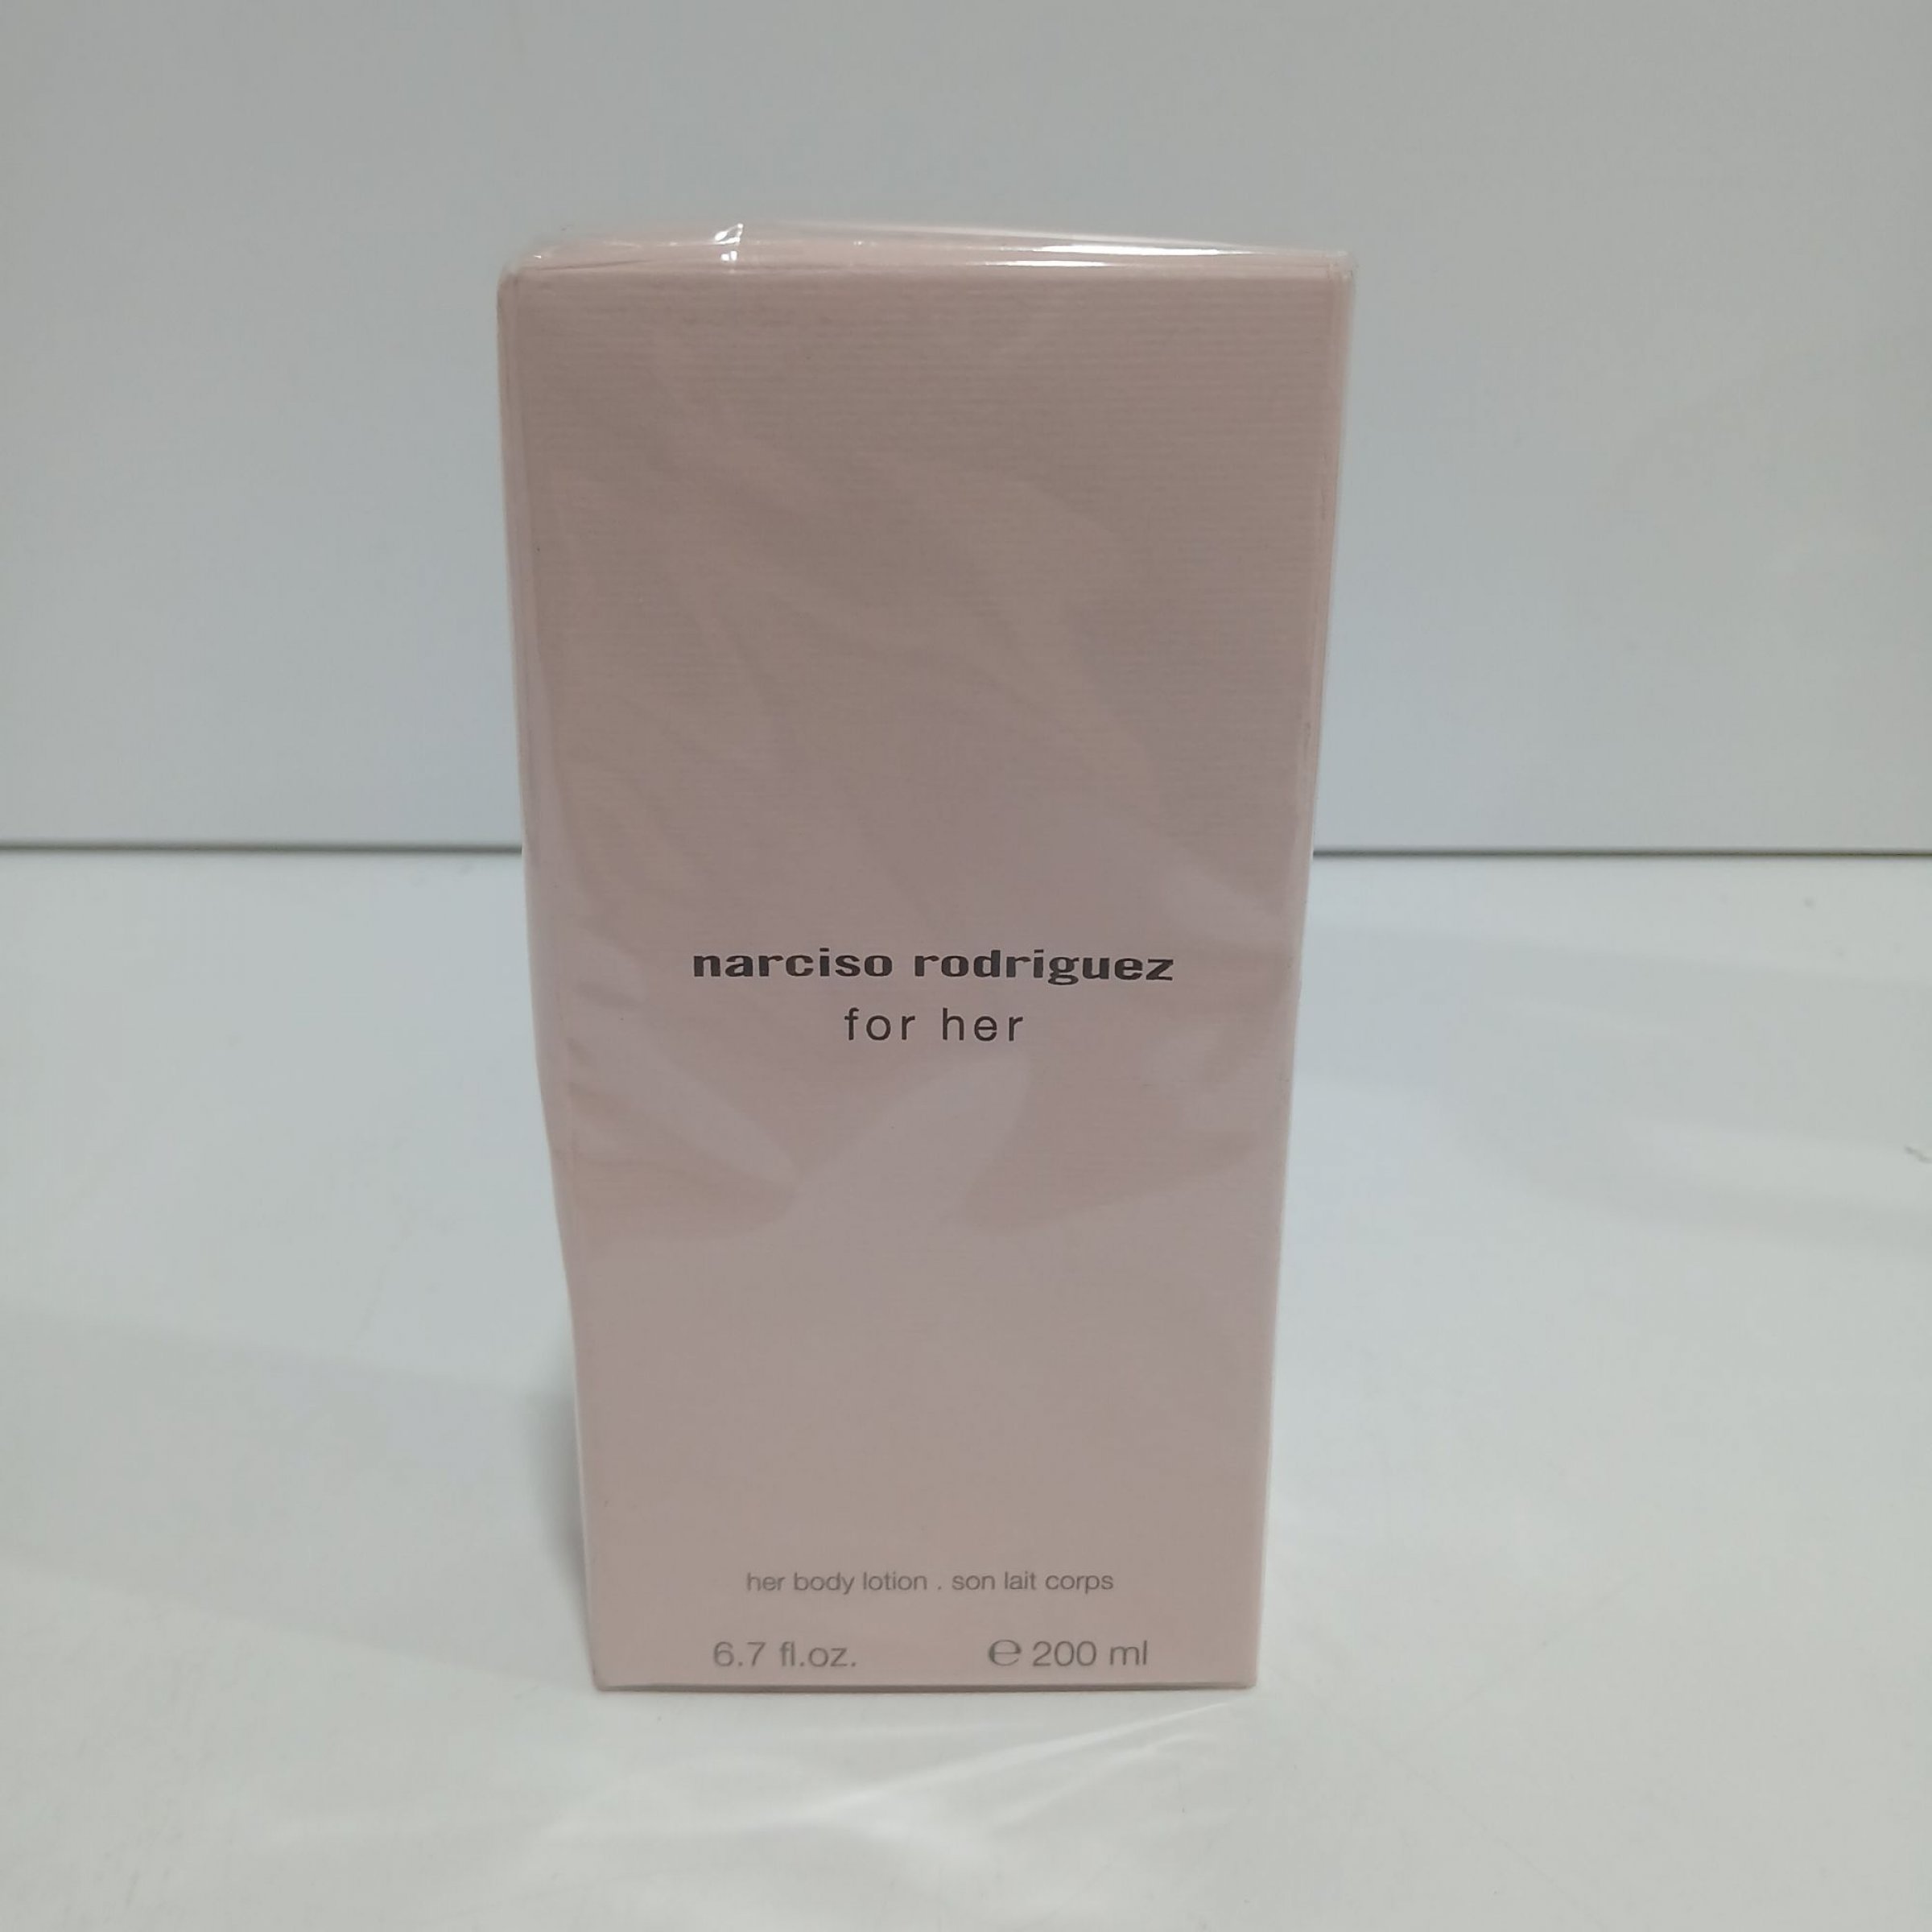 narciso rodriguez
for her
her body lotion . son lait corps
6.7 fl.oz. ℮ 200 ml